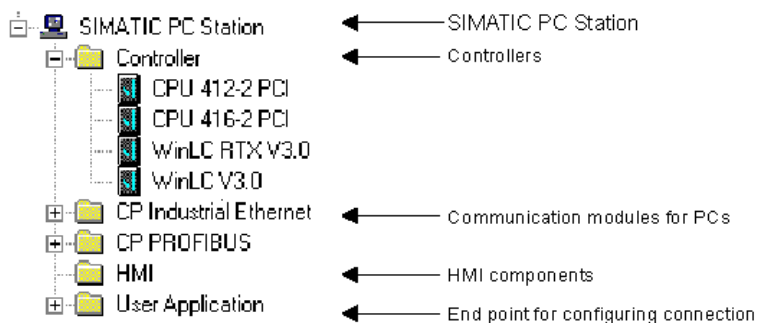 SIMATIC PC Station SIMATIC PC Station
Controller Controllers
CPU 412-2 PCI
CPU 416-2 PCI
WinLC RTX V3.0
WinLC V3.0
CP Industrial Ethernet Communication modules for PCs
CP PROFIBUS
HMI HMI components
User Application End point for configuring connection